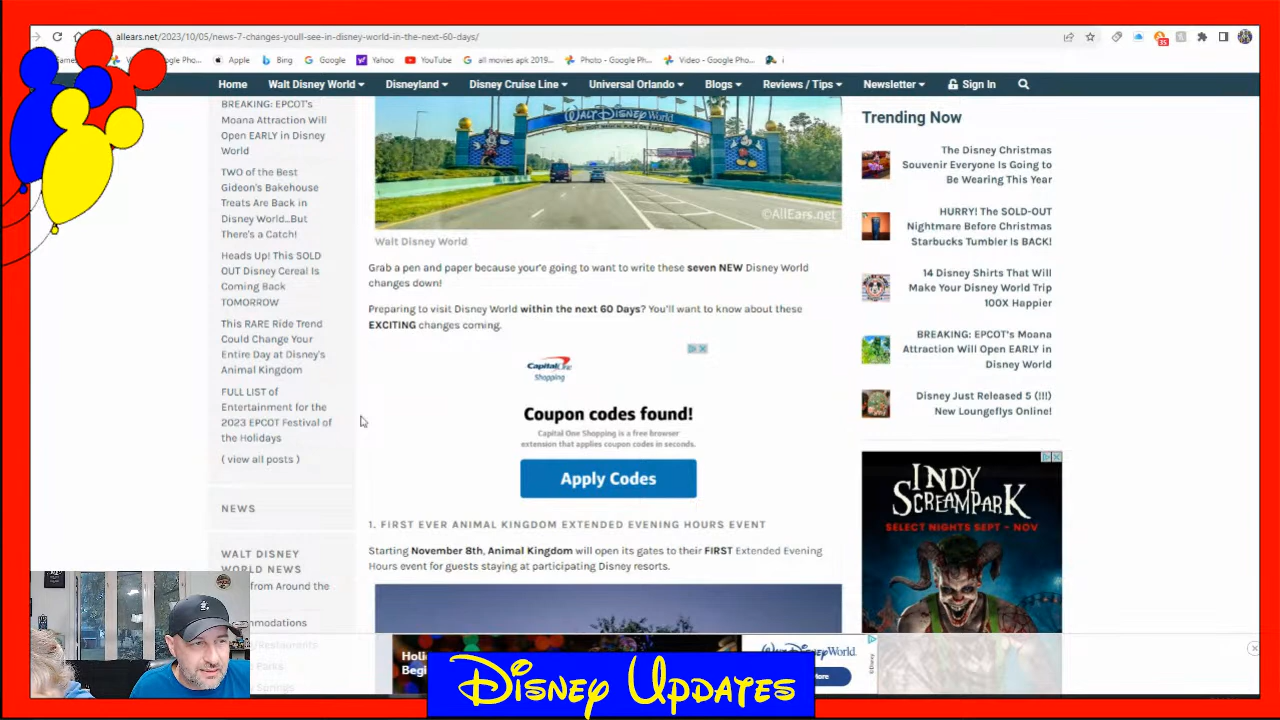 allears.net/2023/10/05/news-7-changes-youll-see-in-disney-world-in-the-next-60-days/
Apple
Bing
Google
Yahoo
YouTube
all movies apk 2019...
Photo - Google Ph...
Video - Google Pho...
Home
Walt Disney World
Disneyland
Disney Cruise Line
Universal Orlando
Blogs
Reviews / Tips
Newsletter
Sign In
BREAKING: EPCOT's
Moana Attraction Will
Open EARLY in Disney
World
TWO of the Best
Gideon's Bakehouse
Treats Are Back in
Disney World...But
There's a Catch!
Heads Up! This SOLD
OUT Disney Cereal Is
Coming Back
TOMORROW
This RARE Ride Trend
Could Change Your
Entire Day at Disney's
Animal Kingdom
FULL LIST of
Entertainment for the
2023 EPCOT Festival of
the Holidays
( view all posts )
NEWS
WALT DISNEY
WORLD NEWS
from Around the
WALT DISNEY World
©AllEars.net
Walt Disney World
Grab a pen and paper because your'e going to want to write these seven NEW Disney World
changes down!
Preparing to visit Disney World within the next 60 Days? You'll want to know about these
EXCITING changes coming.
Capital One
Shopping
Coupon codes found!
Capital One Shopping is a free browser
extension that applies coupon codes in seconds.
Apply Codes
1. FIRST EVER ANIMAL KINGDOM EXTENDED EVENING HOURS EVENT
Starting November 8th, Animal Kingdom will open its gates to their FIRST Extended Evening
Hours event for guests staying at participating Disney resorts.
Trending Now
The Disney Christmas
Souvenir Everyone Is Going to
Be Wearing This Year
HURRY! The SOLD-OUT
Nightmare Before Christmas
Starbucks Tumbler Is BACK!
14 Disney Shirts That Will
Make Your Disney World Trip
100X Happier
BREAKING: EPCOT's Moana
Attraction Will Open EARLY in
Disney World
Disney Just Released 5 (!!!)
New Loungeflys Online!
INDY
SCREAMPARK
SELECT NIGHTS SEPT - NOV
Walt Disney World
Disney Updates